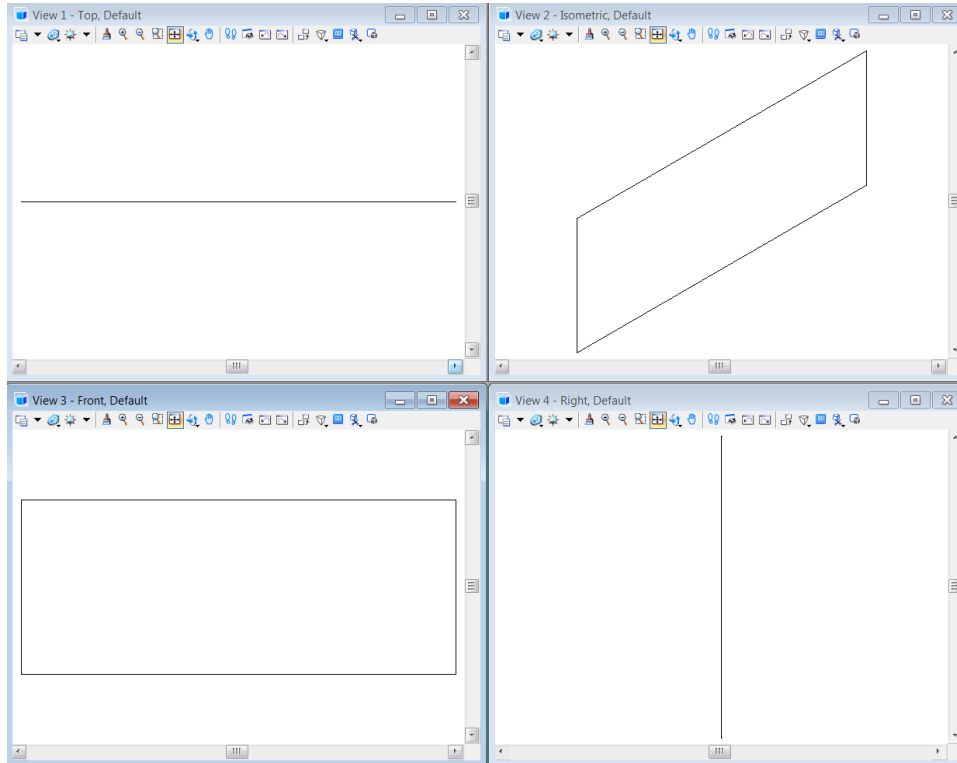 View 1 - Top, Default
View 2 - Isometric, Default
View 3 - Front, Default
View 4 - Right, Default